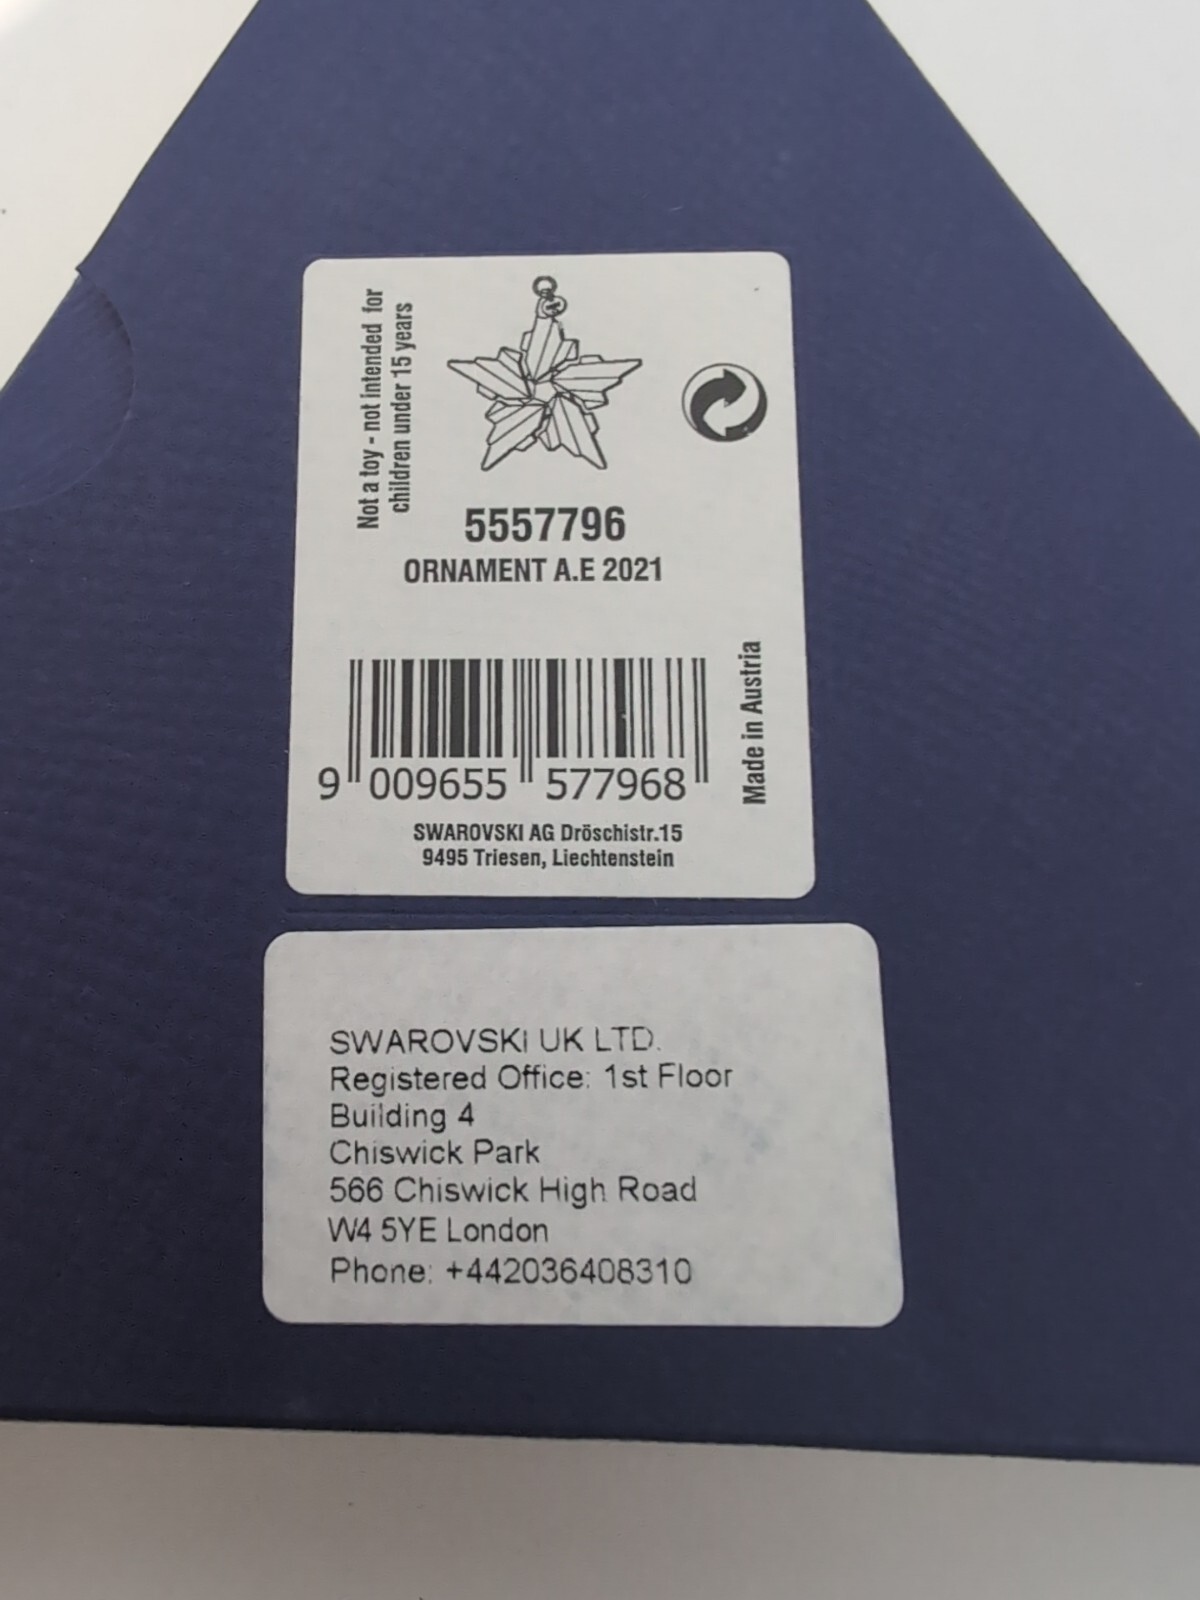 Not a toy - not intended for
children under 15 years
5557796
ORNAMENT A.E 2021
Made in Austria
9 009655 577968
SWAROVSKI AG Dröschistr.15
9495 Triesen, Liechtenstein
SWAROVSKI UK LTD.
Registered Office: 1st Floor
Building 4
Chiswick Park
566 Chiswick High Road
W4 5YE London
Phone: +442036408310